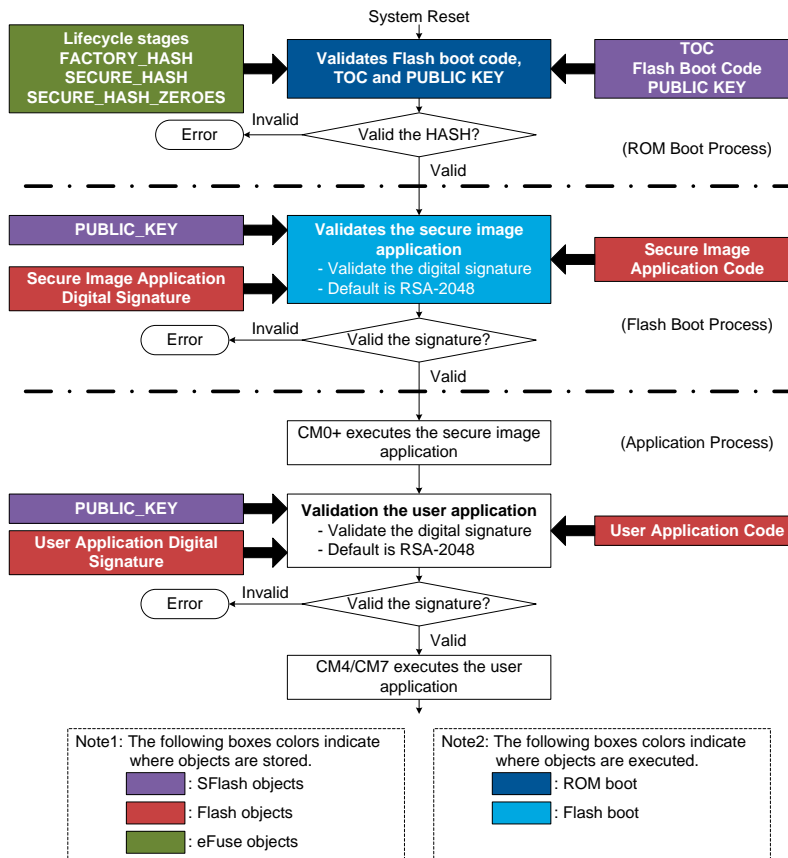 System Reset
Lifecycle stages
FACTORY_HASH
SECURE_HASH
SECURE_HASH_ZEROES
Validates Flash boot code,
TOC and PUBLIC KEY
TOC
Flash Boot Code
PUBLIC KEY
Invalid
Error
Valid the HASH?
(ROM Boot Process)
Valid
PUBLIC_KEY
Secure Image Application
Digital Signature
Validates the secure image
application
- Validate the digital signature
- Default is RSA-2048
Secure Image
Application Code
Invalid
Error
Valid the signature?
(Flash Boot Process)
Valid
CM0+ executes the secure image
application
(Application Process)
PUBLIC_KEY
User Application Digital
Signature
Validation the user application
- Validate the digital signature
- Default is RSA-2048
User Application Code
Invalid
Error
Valid the signature?
Valid
CM4/CM7 executes the user
application
Note1: The following boxes colors indicate
where objects are stored.
: SFlash objects
: Flash objects
: eFuse objects
Note2: The following boxes colors indicate
where objects are executed.
: ROM boot
: Flash boot